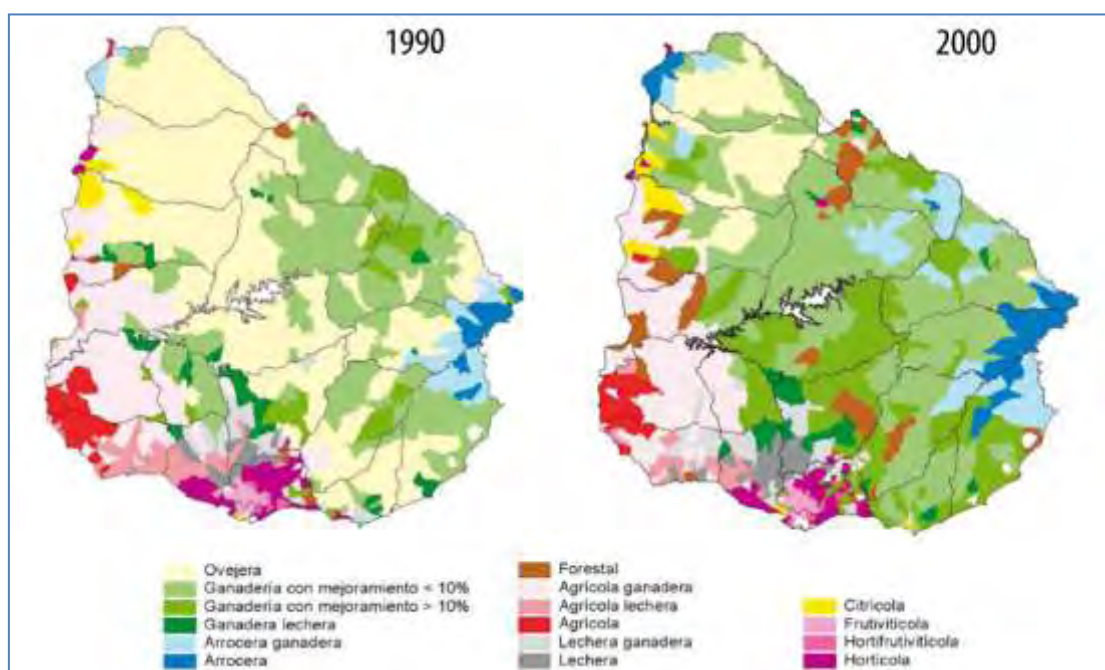 1990
2000
Ovejera
Ganadería con mejoramiento < 10%
Ganadería con mejoramiento > 10%
Ganadera lechera
Arrocera ganadera
Arrocera
Forestal
Agrícola ganadera
Agrícola lechera
Agrícola
Lechera ganadera
Lechera
Citrícola
Frutivitícola
Hortifrutivitícola
Hortícola